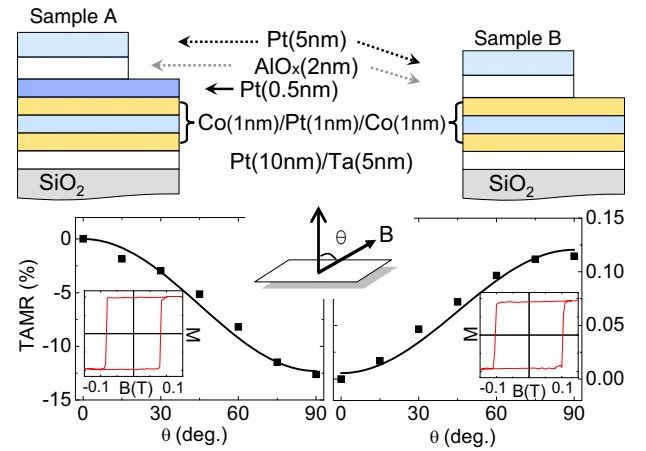 Sample A
Pt(5nm)
Sample B
AlOx(2nm)
Pt(0.5nm)
Co(1nm)/Pt(1nm)/Co(1nm)
Pt(10nm)/Ta(5nm)
SiO2
SiO2
TAMR (%)
0
-5
-10
-15
0 30 60 90
θ (deg.)
M
-0.1 0.1
B(T)
θ
B
0.15
0.10
0.05
0.00
0 30 60 90
θ (deg.)
M
-0.1 0.1
B(T)